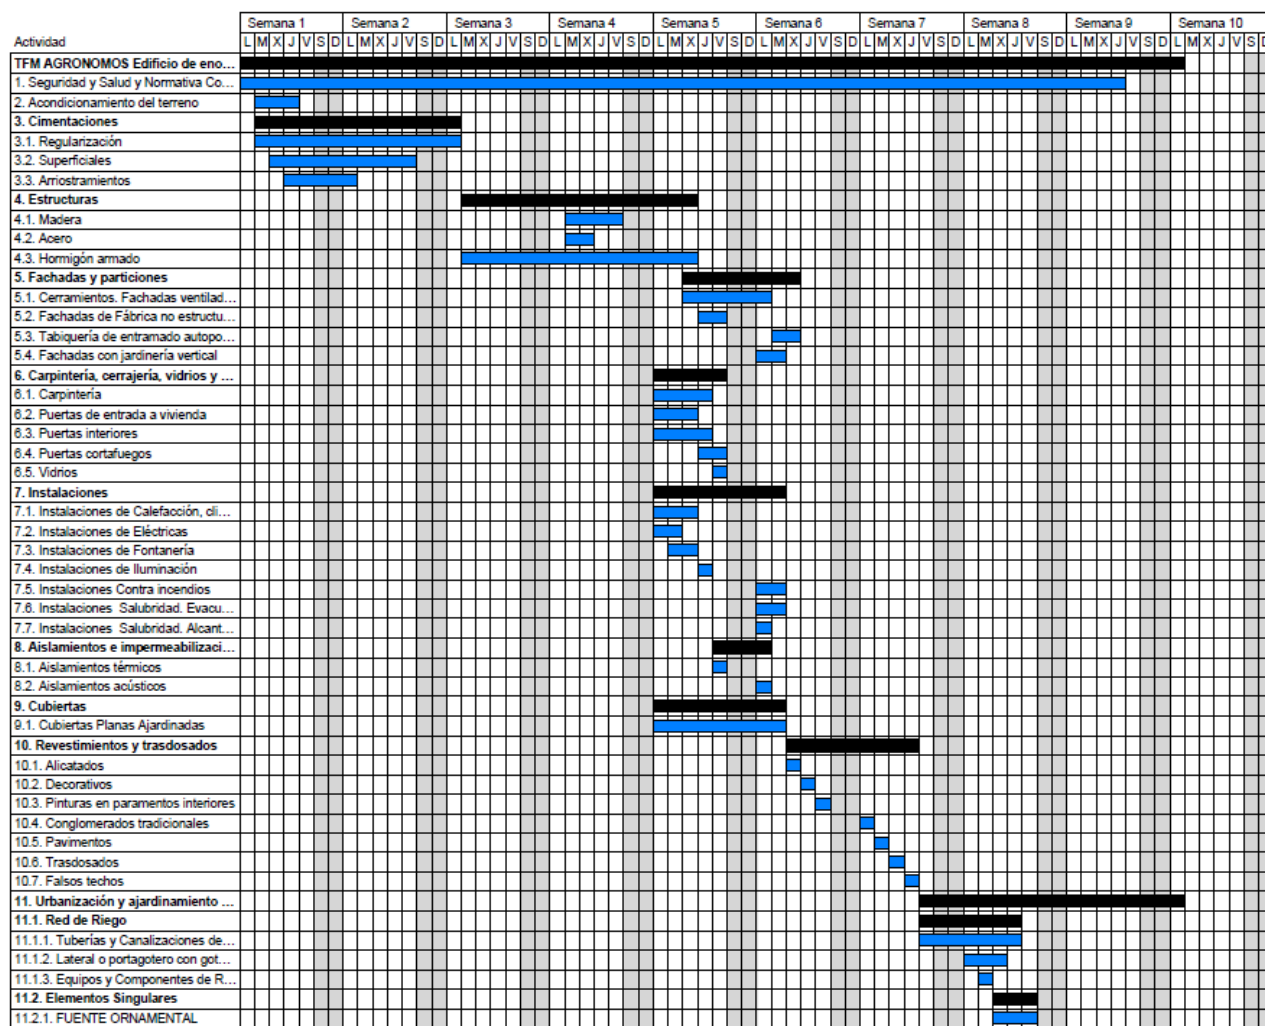 Semana 1 Semana 2 Semana 3 Semana 4 Semana 5 Semana 6 Semana 7 Semana 8 Semana 9 Semana 10
Actividad L M X J V S D L M X J V S D L M X J V S D L M X J V S D L M X J V S D L M X J V S D L M X J V S D L M X J V S D L M X J V S D L M X J V S D
TFM AGRONOMOS Edificio de eno...
1. Seguridad y Salud y Normativa Co...
2. Acondicionamiento del terreno
3. Cimentaciones
3.1. Regularización
3.2. Superficiales
3.3. Arriostramientos
4. Estructuras
4.1. Madera
4.2. Acero
4.3. Hormigón armado
5. Fachadas y particiones
5.1. Cerramientos. Fachadas ventilad...
5.2. Fachadas de Fábrica no estructu...
5.3. Tabiquería de entramado autopo...
5.4. Fachadas con jardinería vertical
6. Carpintería, cerrajería, vidrios y ...
6.1. Carpintería
6.2. Puertas de entrada a vivienda
6.3. Puertas interiores
6.4. Puertas cortafuegos
6.5. Vidrios
7. Instalaciones
7.1. Instalaciones de Calefacción, cli...
7.2. Instalaciones de Eléctricas
7.3. Instalaciones de Fontanería
7.4. Instalaciones de Iluminación
7.5. Instalaciones Contra incendios
7.6. Instalaciones Salubridad. Evacu...
7.7. Instalaciones Salubridad. Alcant...
8. Aislamientos e impermeabilizaci...
8.1. Aislamientos térmicos
8.2. Aislamientos acústicos
9. Cubiertas
9.1. Cubiertas Planas Ajardinadas
10. Revestimientos y trasdosados
10.1. Alicatados
10.2. Decorativos
10.3. Pinturas en paramentos interiores
10.4. Conglomerados tradicionales
10.5. Pavimentos
10.6. Trasdosados
10.7. Falsos techos
11. Urbanización y ajardinamiento ...
11.1. Red de Riego
11.1.1. Tuberías y Canalizaciones de...
11.1.2. Lateral o portagotero con got...
11.1.3. Equipos y Componentes de R...
11.2. Elementos Singulares
11.2.1. FUENTE ORNAMENTAL